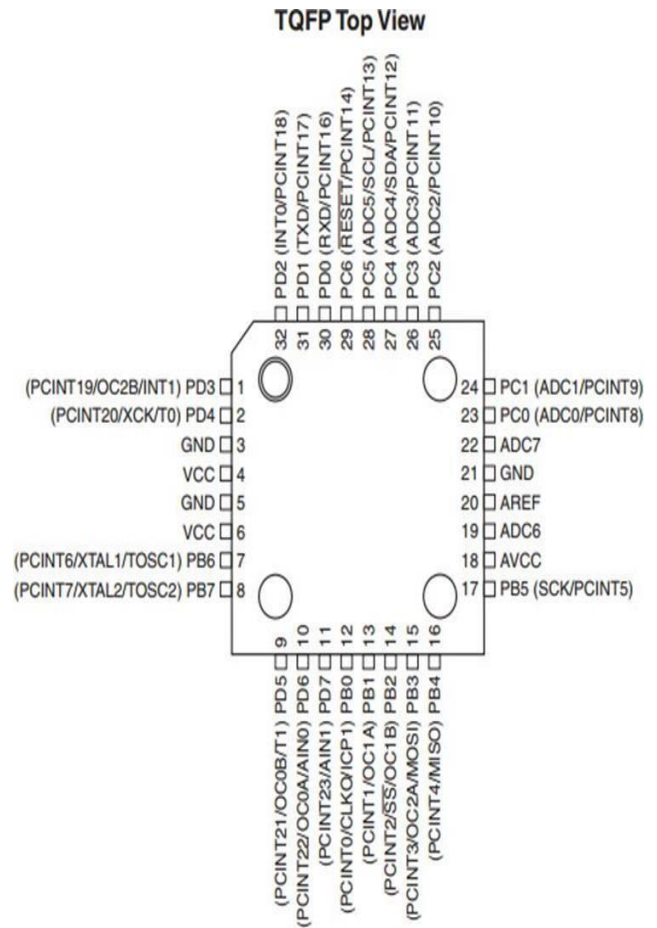 TQFP Top View
PD2 (INT0/PCINT18)
PD1 (TXD/PCINT17)
PD0 (RXD/PCINT16)
PC6 (RESET/PCINT14)
PC5 (ADC5/SCL/PCINT13)
PC4 (ADC4/SDA/PCINT12)
PC3 (ADC3/PCINT11)
PC2 (ADC2/PCINT10)
32
31
30
29
28
27
26
25
(PCINT19/OC2B/INT1) PD3 1
(PCINT20/XCK/T0) PD4 2
GND 3
VCC 4
GND 5
VCC 6
(PCINT6/XTAL1/TOSC1) PB6 7
(PCINT7/XTAL2/TOSC2) PB7 8
24 PC1 (ADC1/PCINT9)
23 PC0 (ADC0/PCINT8)
22 ADC7
21 GND
20 AREF
19 ADC6
18 AVCC
17 PB5 (SCK/PCINT5)
9
10
11
12
13
14
15
16
(PCINT21/OC0B/T1) PD5
(PCINT22/OC0A/AIN0) PD6
(PCINT23/AIN1) PD7
(PCINT0/CLKO/ICP1) PB0
(PCINT1/OC1A) PB1
(PCINT2/SS/OC1B) PB2
(PCINT3/OC2A/MOSI) PB3
(PCINT4/MISO) PB4